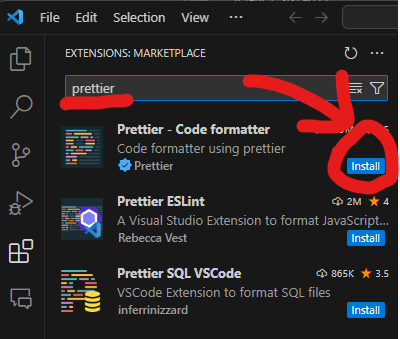 File Edit Selection View
EXTENSIONS: MARKETPLACE
prettier
Prettier - Code formatter
Code formatter using prettier
Prettier Install
Prettier ESLint 2M 4
A Visual Studio Extension to format JavaScript...
Rebecca Vest Install
Prettier SQL VSCode 865K 3.5
VSCode Extension to format SQL files
inferrinizzard Install